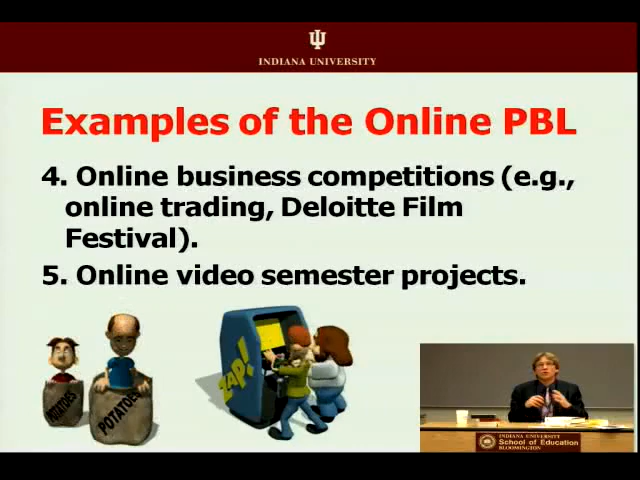 INDIANA UNIVERSITY
Examples of the Online PBL
4. Online business competitions (e.g.,
online trading, Deloitte Film
Festival).
5. Online video semester projects.
ZAP!
POTATOES
POTATOES
INDIANA UNIVERSITY
School of Education
BLOOMINGTON